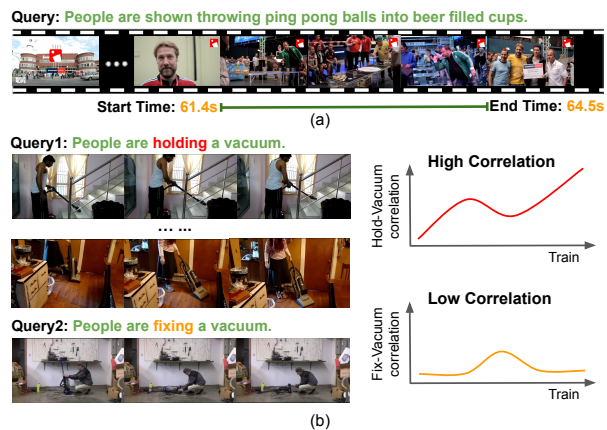 Query: People are shown throwing ping pong balls into beer filled cups.
Start Time: 61.4s
End Time: 64.5s
(a)
Query1: People are holding a vacuum.
... ...
Query2: People are fixing a vacuum.
High Correlation
Hold-Vacuum
correlation
Train
Low Correlation
Fix-Vacuum
correlation
Train
(b)